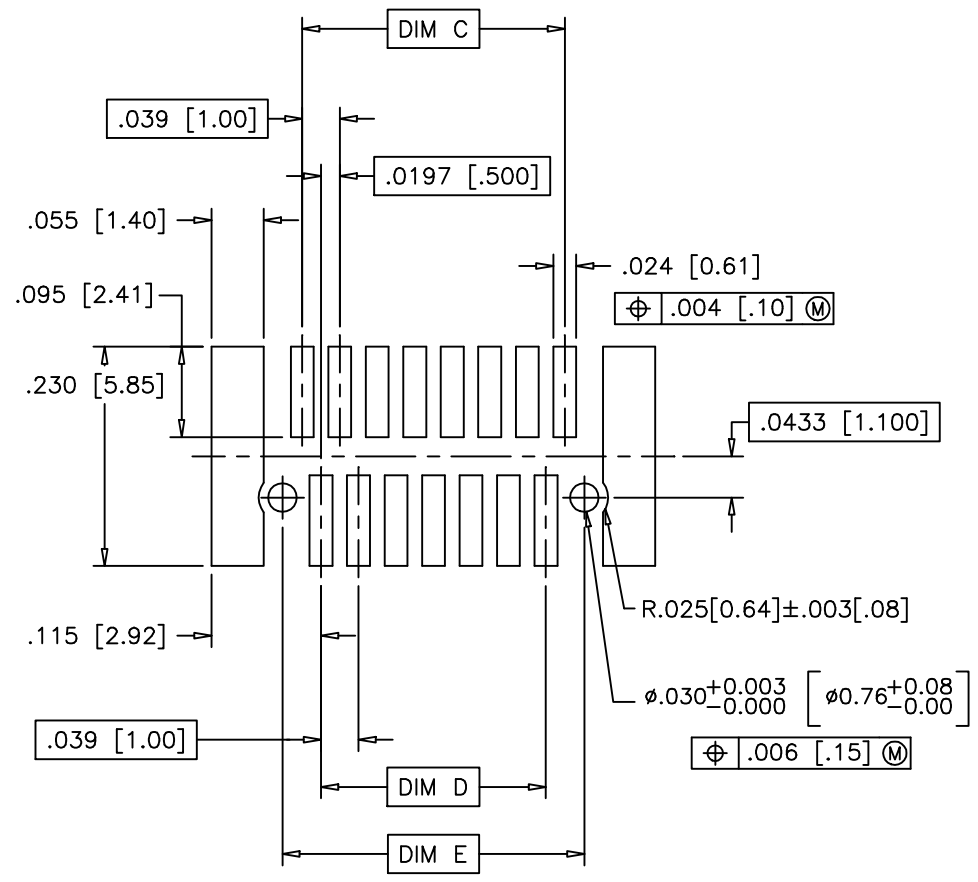 DIM C
.039 [1.00]
.0197 [.500]
.055 [1.40]
.024 [0.61]
.095 [2.41]
⌖ .004 [.10] Ⓜ
.230 [5.85]
.0433 [1.100]
R.025[0.64]±.003[.08]
.115 [2.92]
⌀.030+0.003 -0.000 [⌀0.76+0.08 -0.00]
.039 [1.00]
⌖ .006 [.15] Ⓜ
DIM D
DIM E